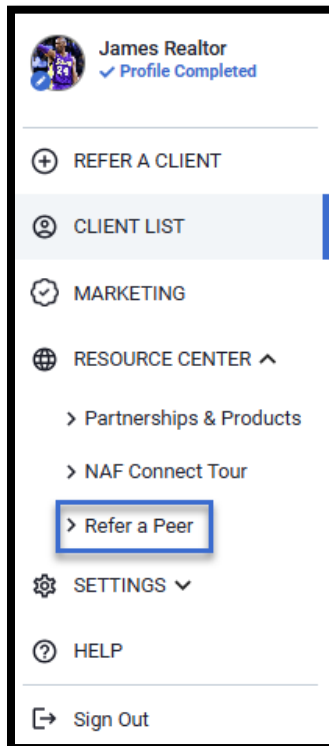 James Realtor
Profile Completed
REFER A CLIENT
CLIENT LIST
MARKETING
RESOURCE CENTER
Partnerships & Products
NAF Connect Tour
Refer a Peer
SETTINGS
HELP
Sign Out